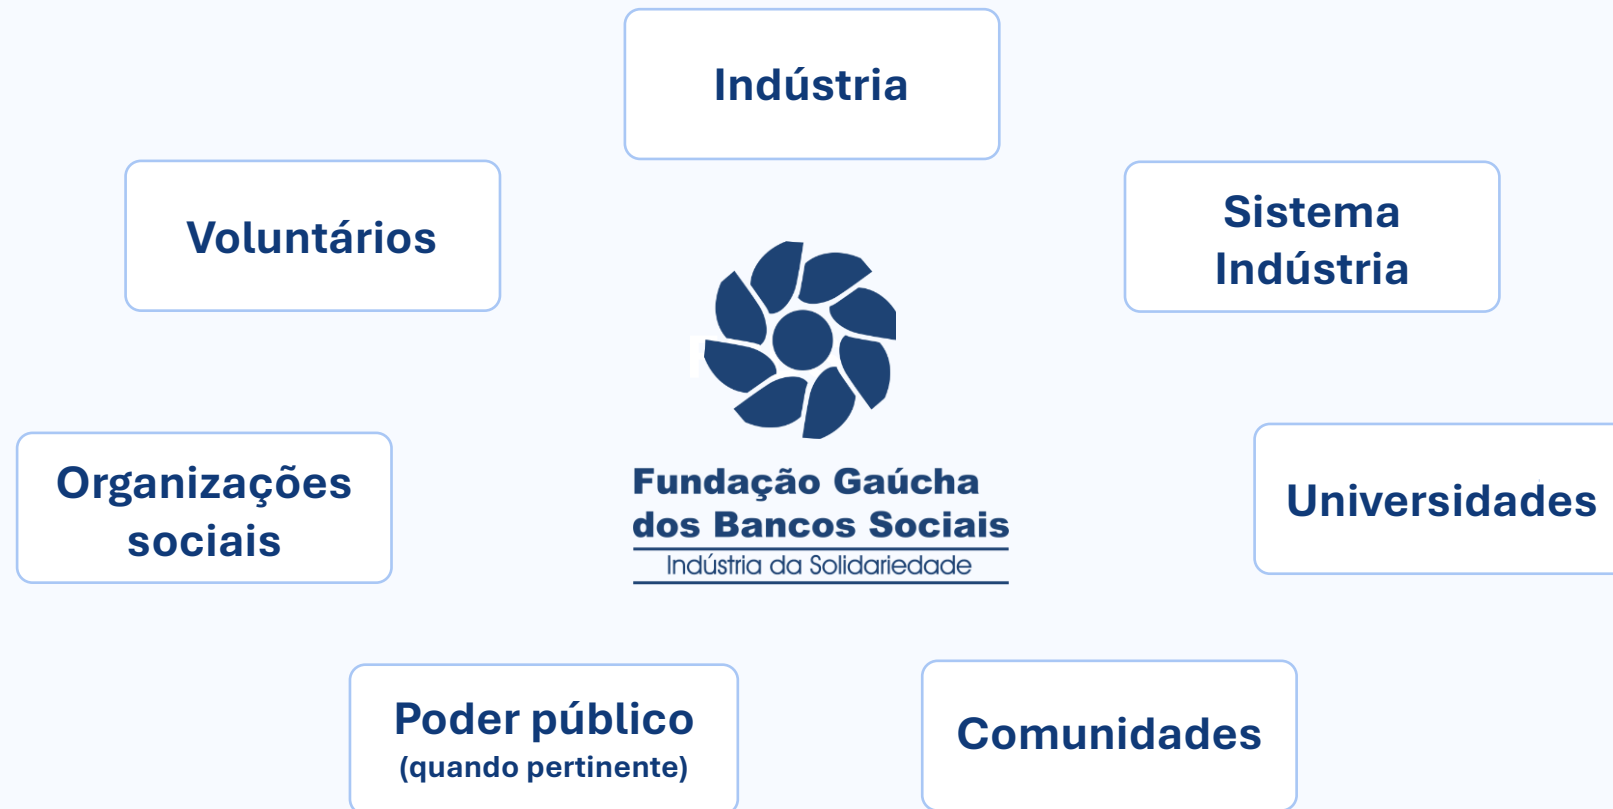 Indústria
Voluntários
Sistema
Indústria
Organizações
sociais
Fundação Gaúcha
dos Bancos Sociais
Indústria da Solidariedade
Universidades
Poder público
(quando pertinente)
Comunidades